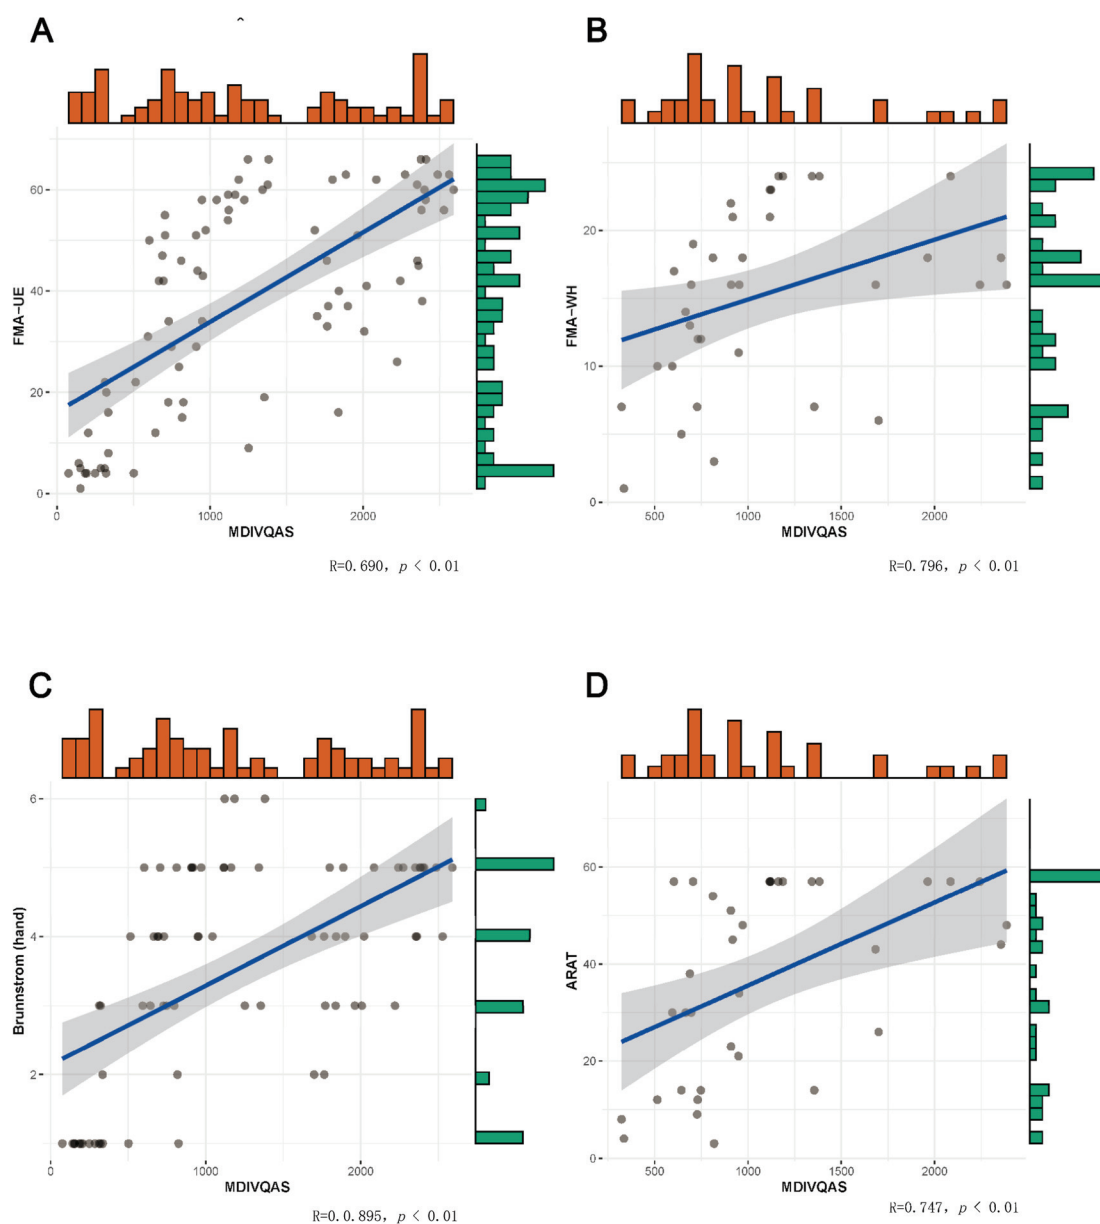 A
ˆ
60
40
20
0
FMA-UE
0 1000 2000
MDIVQAS
R=0.690, p < 0.01
B
20
10
0
FMA-WH
500 1000 1500 2000
MDIVQAS
R=0.796, p < 0.01
C
6
4
2
Brunnstrom (hand)
0 1000 2000
MDIVQAS
R=0.0.895, p < 0.01
D
60
40
20
0
ARAT
500 1000 1500 2000
MDIVQAS
R=0.747, p < 0.01